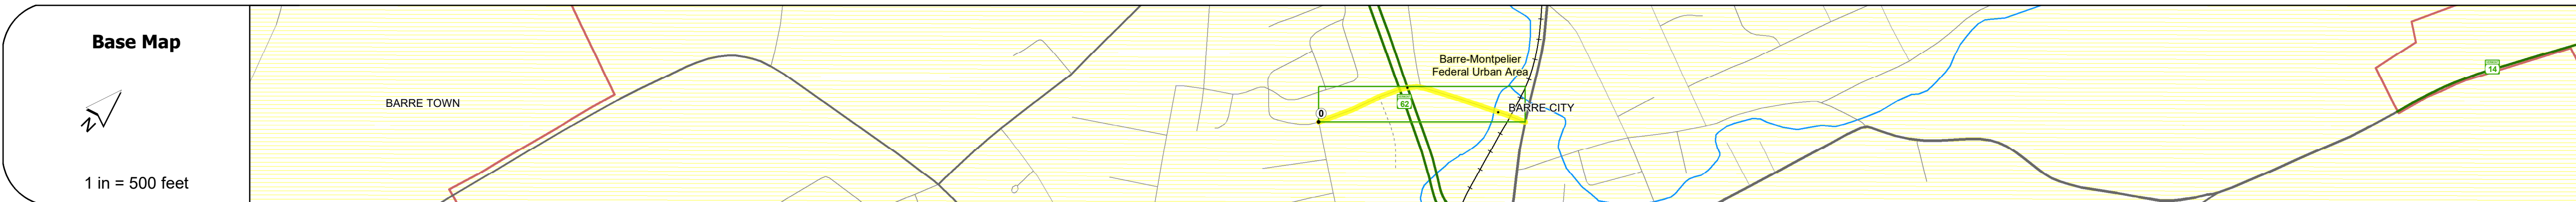 Base Map
N
1 in = 500 feet
BARRE TOWN
Barre-Montpelier
Federal Urban Area
62
0
BARRE CITY
14